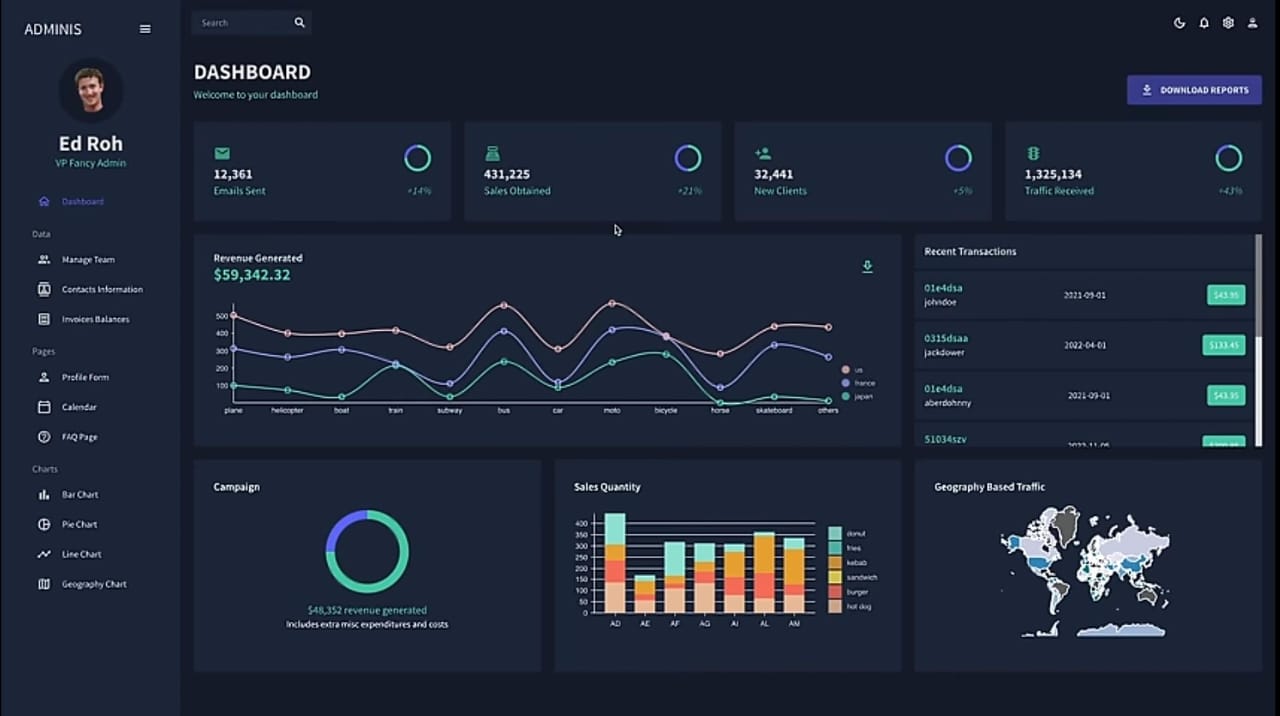 ADMINIS
Search
Ed Roh
VP Fancy Admin
Dashboard
Data
Manage Team
Contacts Information
Invoices Balances
Pages
Profile Form
Calendar
FAQ Page
Charts
Bar Chart
Pie Chart
Line Chart
Geography Chart
DASHBOARD
Welcome to your dashboard
DOWNLOAD REPORTS
12,361
Emails Sent
+14%
431,225
Sales Obtained
+21%
32,441
New Clients
+5%
1,325,134
Traffic Received
+43%
Revenue Generated
$59,342.32
500
400
300
200
100
plane helicopter boat train subway bus car moto bicycle horse skateboard others
us
france
japan
Recent Transactions
01e4dsa
johndoe
2021-09-01
$43.95
0315dsaa
jackdower
2022-04-01
$133.45
01e4dsa
aberdohnny
2021-09-01
$43.95
51034szv
2022-11-05
Campaign
$48,352 revenue generated
Includes extra misc expenditures and costs
Sales Quantity
400
350
300
250
200
150
100
50
0
AD AE AF AG AI AL AM
donut
fries
kebab
sandwich
burger
hot dog
Geography Based Traffic